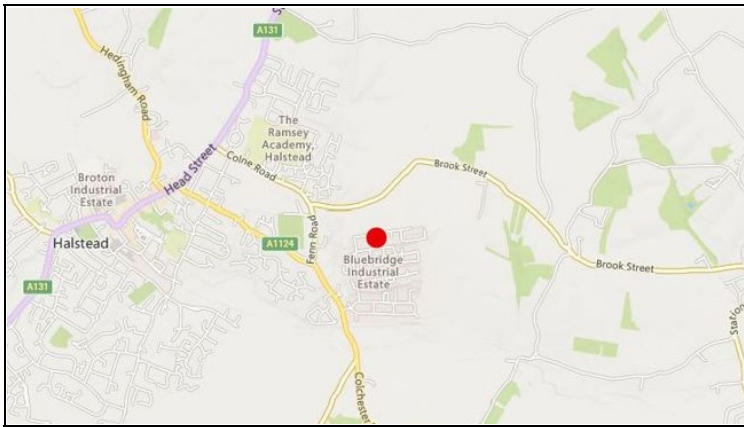 A131
Hedingham Road
The
Ramsey
Academy,
Halstead
Colne Road
Brook Street
Broton
Industrial
Estate
Head Street
Halstead
A1124
Fenn Road
Bluebridge
Industrial
Estate
Brook Street
A131
Colchester